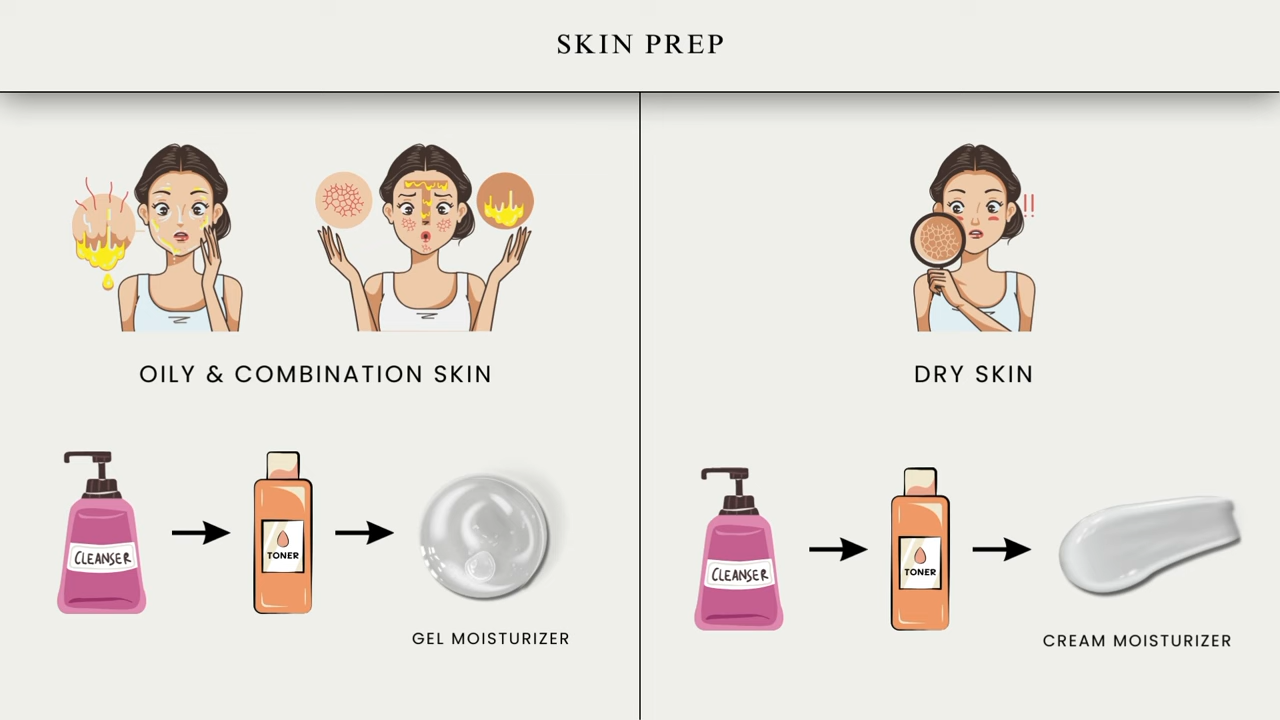 SKIN PREP
OILY & COMBINATION SKIN
CLEANSER
TONER
GEL MOISTURIZER
DRY SKIN
CLEANSER
TONER
CREAM MOISTURIZER